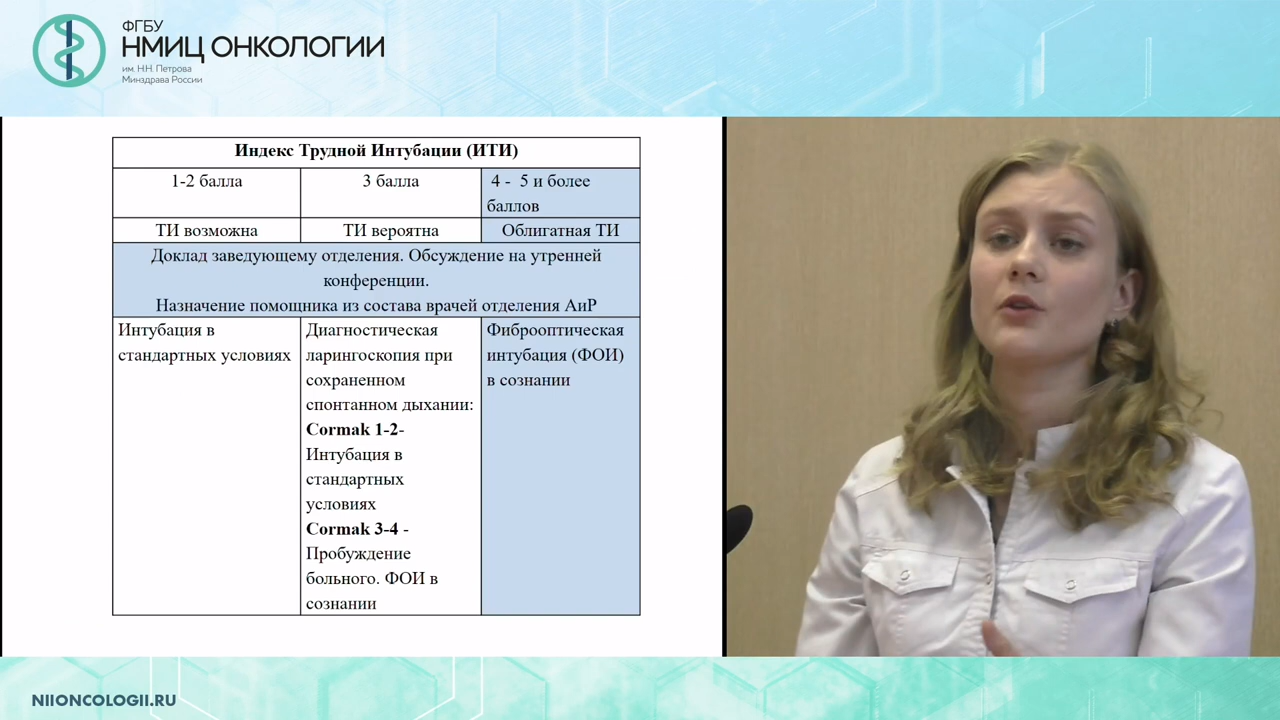 ФГБУ
НМИЦ ОНКОЛОГИИ
им. Н.Н. Петрова
Минздрава России
Индекс Трудной Интубации (ИТИ)
1-2 балла
3 балла
4 - 5 и более
баллов
ТИ возможна
ТИ вероятна
Облигатная ТИ
Доклад заведующему отделения. Обсуждение на утренней
конференции.
Назначение помощника из состава врачей отделения АиР
Интубация в
стандартных условиях
Диагностическая
ларингоскопия при
сохраненном
спонтанном дыхании:
Cormak 1-2-
Интубация в
стандартных
условиях
Cormak 3-4 -
Пробуждение
больного. ФОИ в
сознании
Фиброоптическая
интубация (ФОИ)
в сознании
NIIONCOLOGII.RU